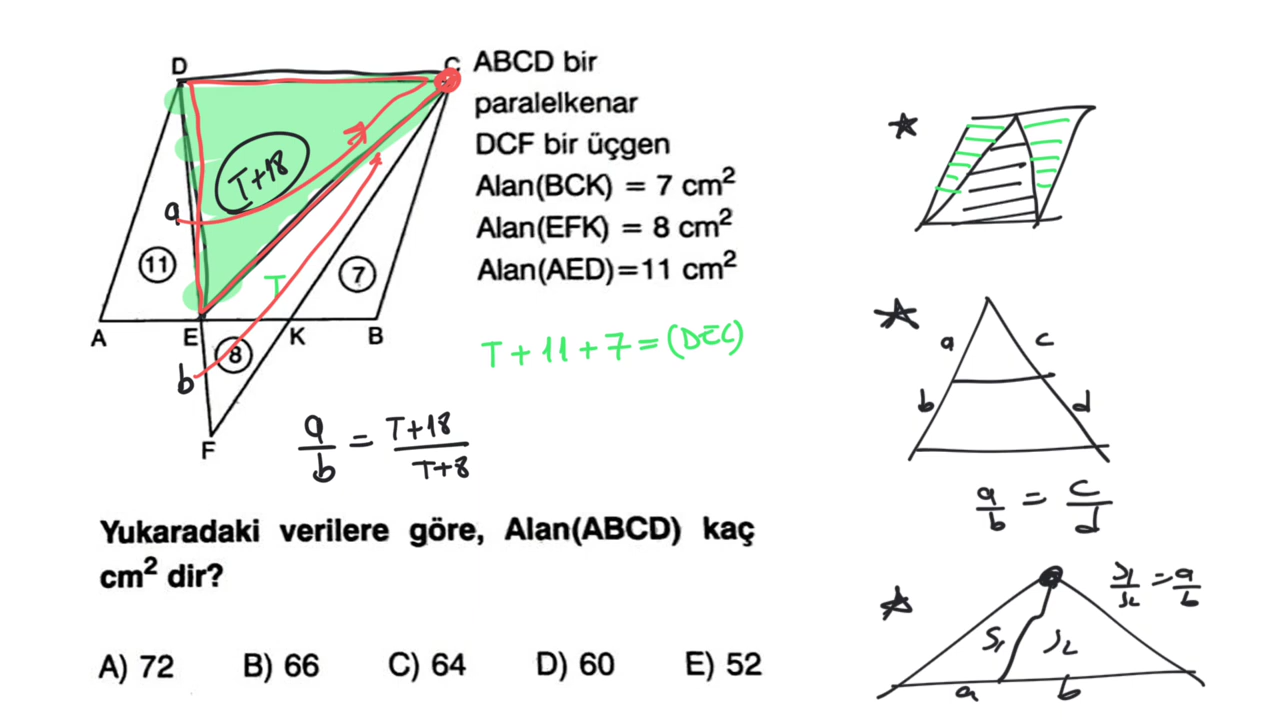 D
C
ABCD bir
paralelkenar
DCF bir üçgen
Alan(BCK) = 7 cm²
Alan(EFK) = 8 cm²
Alan(AED)=11 cm²
T+18
a
11
T
7
A
E
K
B
8
b
F
T+11+7=(DEC)
a/b = T+18/T+8
a
c
b
d
a/b = c/d
S1/S2 = a/b
S1
S2
a
b
Yukaradaki verilere göre, Alan(ABCD) kaç
cm² dir?
A) 72 B) 66 C) 64 D) 60 E) 52